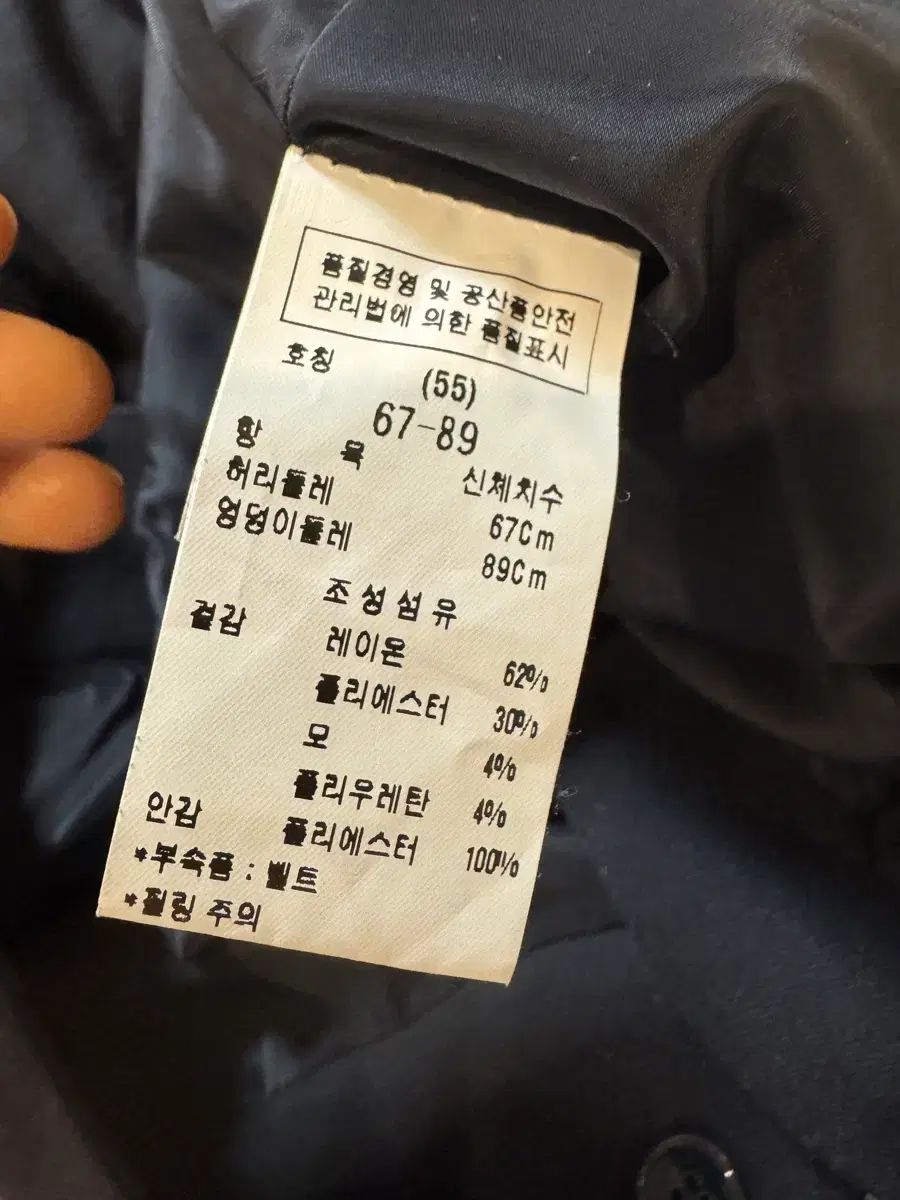 품질경영 및 공산품안전
관리법에 의한 품질표시
호칭 (55)
67-89
항 목 신체치수
허리둘레 67Cm
엉덩이둘레 89Cm
조성섬유
겉감 레이온 62%
폴리에스터 30%
모 4%
폴리우레탄 4%
안감 폴리에스터 100%
*부속품 : 벨트
*필링 주의